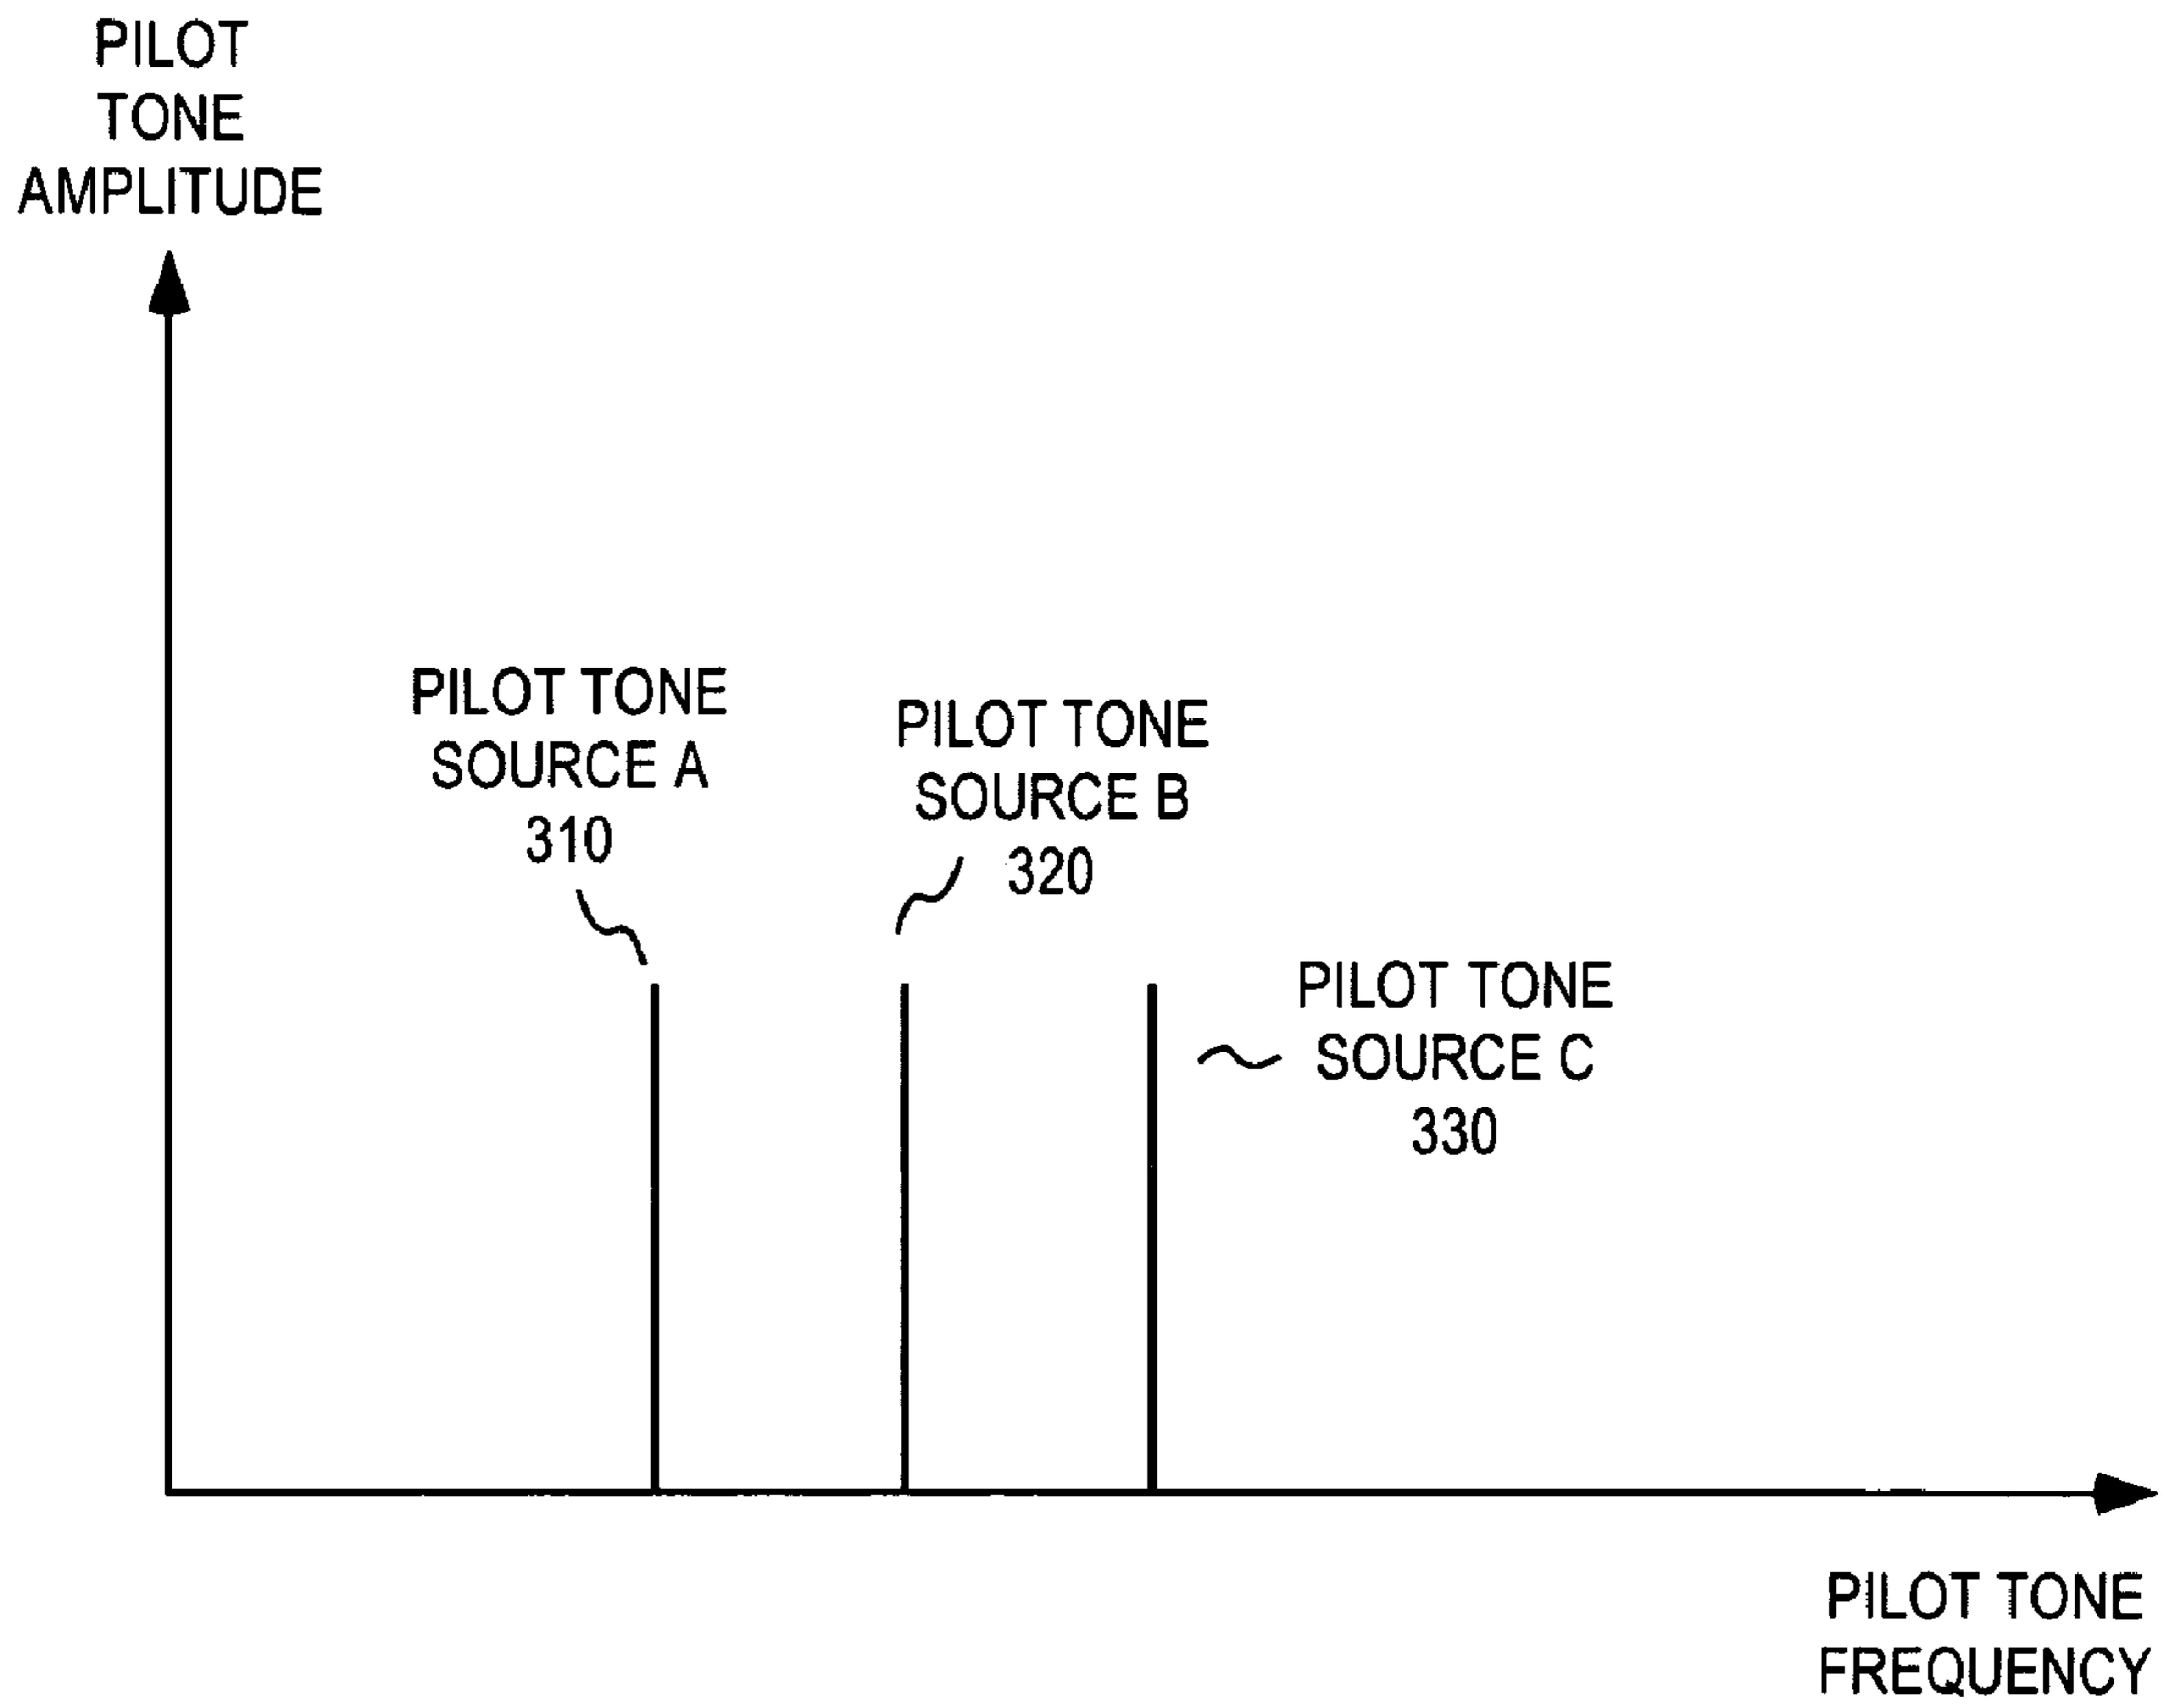 PILOT
TONE
AMPLITUDE
PILOT TONE
SOURCE A
310
PILOT TONE
SOURCE B
320
PILOT TONE
SOURCE C
330
PILOT TONE
FREQUENCY